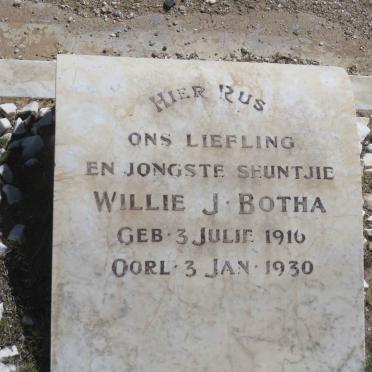 HIER RUS
ONS LIEFLING
EN JONGSTE SEUNTJIE
WILLIE J. BOTHA
GEB. 3 JULIE 1916
OORL. 3 JAN. 1930